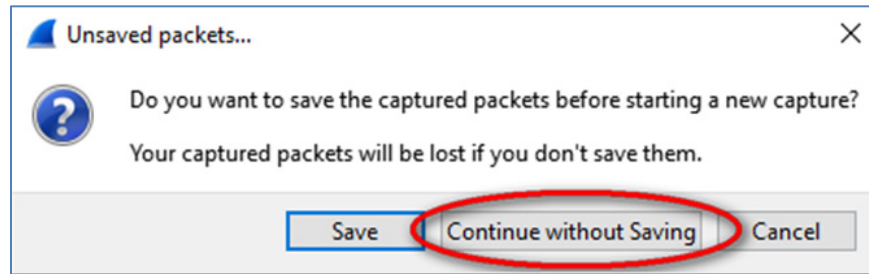 Unsaved packets...
Do you want to save the captured packets before starting a new capture?
Your captured packets will be lost if you don't save them.
Save Continue without Saving Cancel